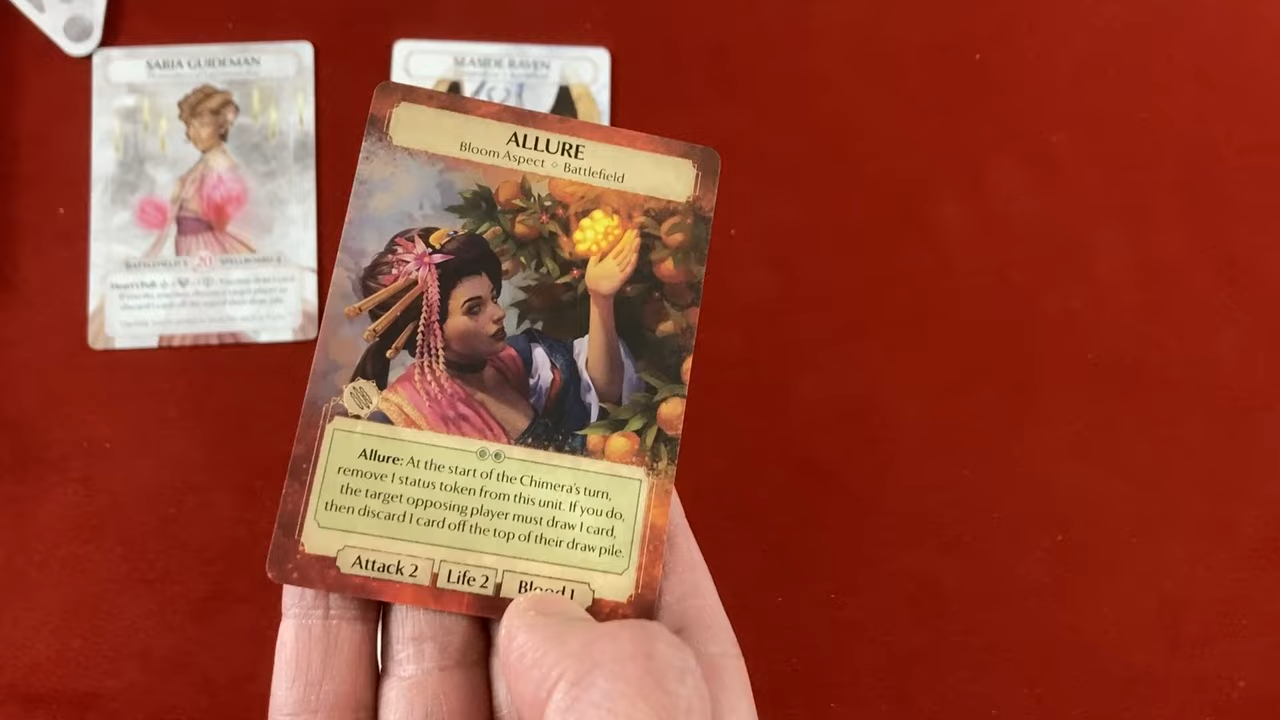 SARIA GUIDEMAN
SEASIDE RAVEN
ALLURE
Bloom Aspect ◇ Battlefield
Allure: At the start of the Chimera's turn,
remove 1 status token from this unit. If you do,
the target opposing player must draw 1 card,
then discard 1 card off the top of their draw pile.
Attack 2
Life 2
Blood 1
20